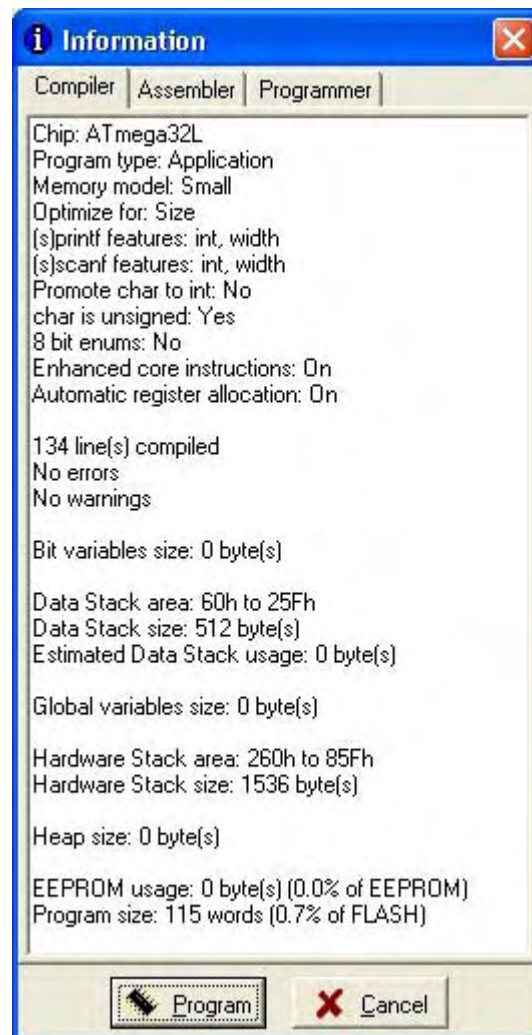 Information
Compiler Assembler Programmer
Chip: ATmega32L
Program type: Application
Memory model: Small
Optimize for: Size
(s)printf features: int, width
(s)scanf features: int, width
Promote char to int: No
char is unsigned: Yes
8 bit enums: No
Enhanced core instructions: On
Automatic register allocation: On
134 line(s) compiled
No errors
No warnings
Bit variables size: 0 byte(s)
Data Stack area: 60h to 25Fh
Data Stack size: 512 byte(s)
Estimated Data Stack usage: 0 byte(s)
Global variables size: 0 byte(s)
Hardware Stack area: 260h to 85Fh
Hardware Stack size: 1536 byte(s)
Heap size: 0 byte(s)
EEPROM usage: 0 byte(s) (0.0% of EEPROM)
Program size: 115 words (0.7% of FLASH)
Program Cancel